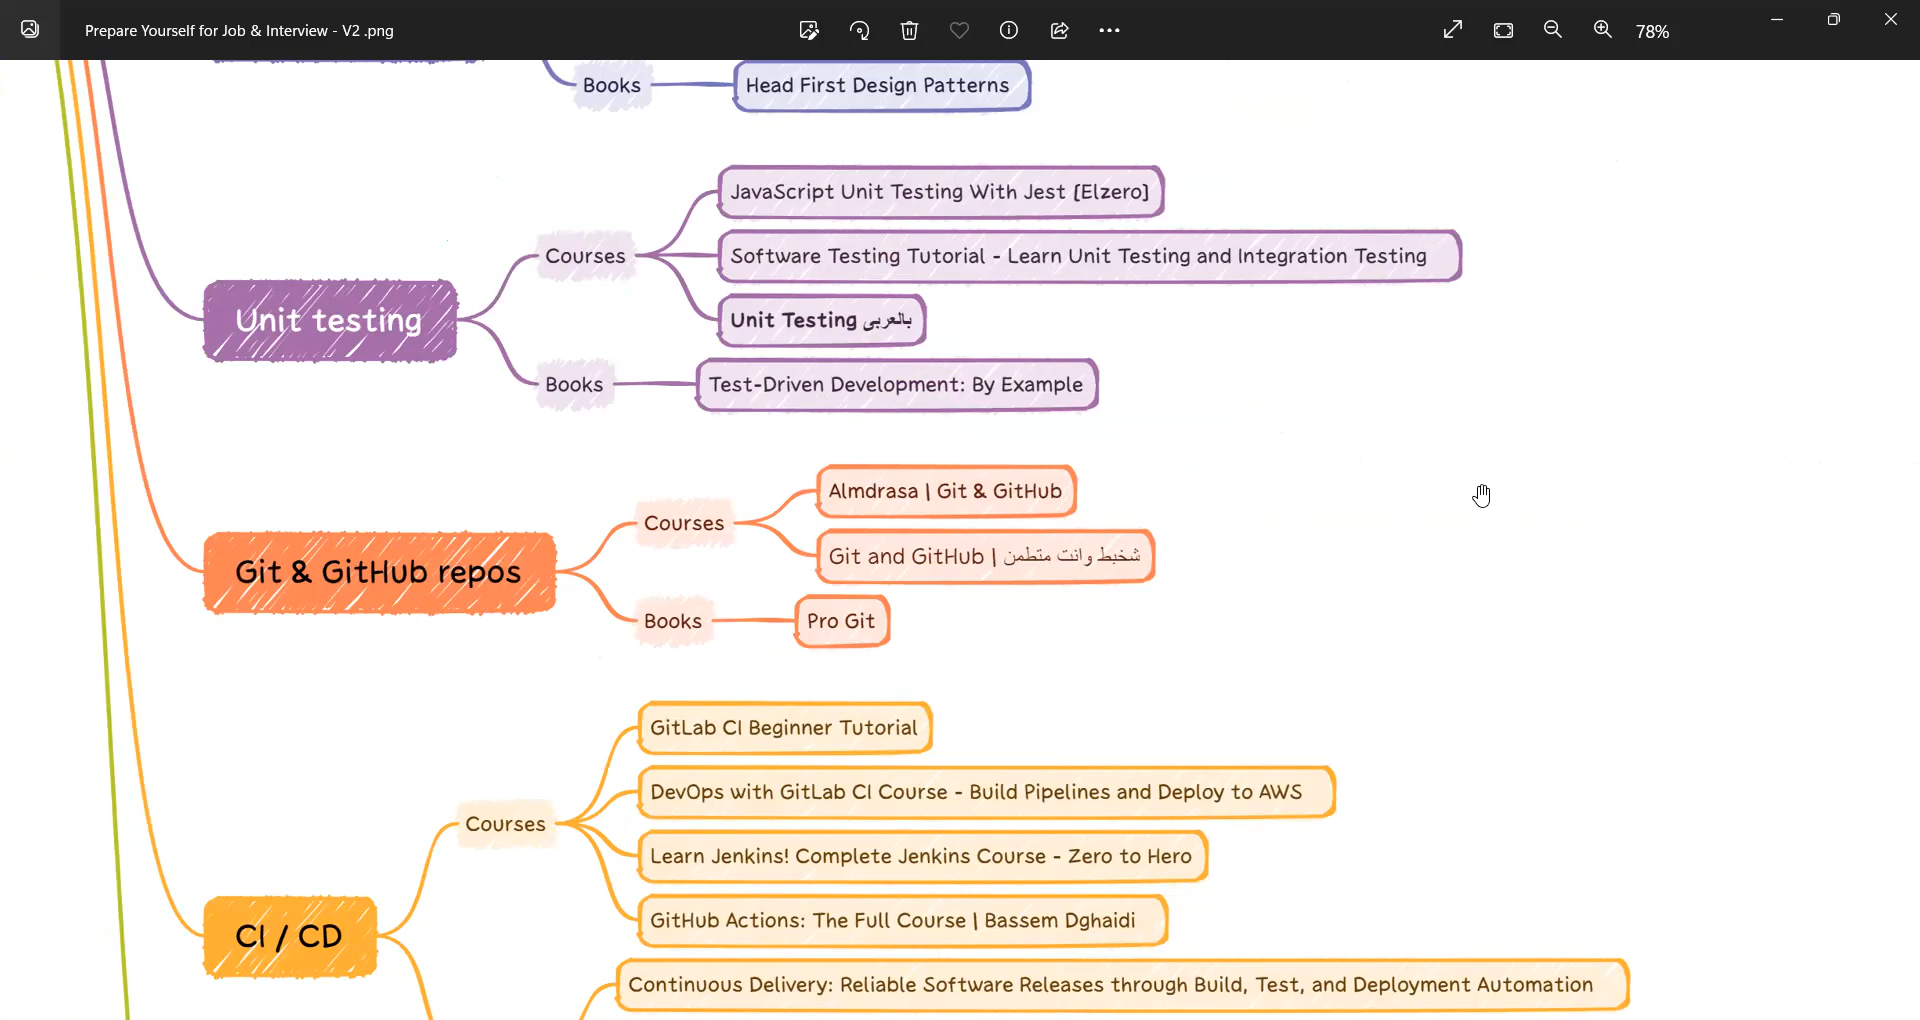 Prepare Yourself for Job & Interview - V2 .png
78%
Books
Head First Design Patterns
Unit testing
Courses
JavaScript Unit Testing With Jest [Elzero]
Software Testing Tutorial - Learn Unit Testing and Integration Testing
Unit Testing بالعربى
Books
Test-Driven Development: By Example
Git & GitHub repos
Courses
Almdrasa | Git & GitHub
Git and GitHub | شخبط وانت متطمن
Books
Pro Git
CI / CD
Courses
GitLab CI Beginner Tutorial
DevOps with GitLab CI Course - Build Pipelines and Deploy to AWS
Learn Jenkins! Complete Jenkins Course - Zero to Hero
GitHub Actions: The Full Course | Bassem Dghaidi
Continuous Delivery: Reliable Software Releases through Build, Test, and Deployment Automation